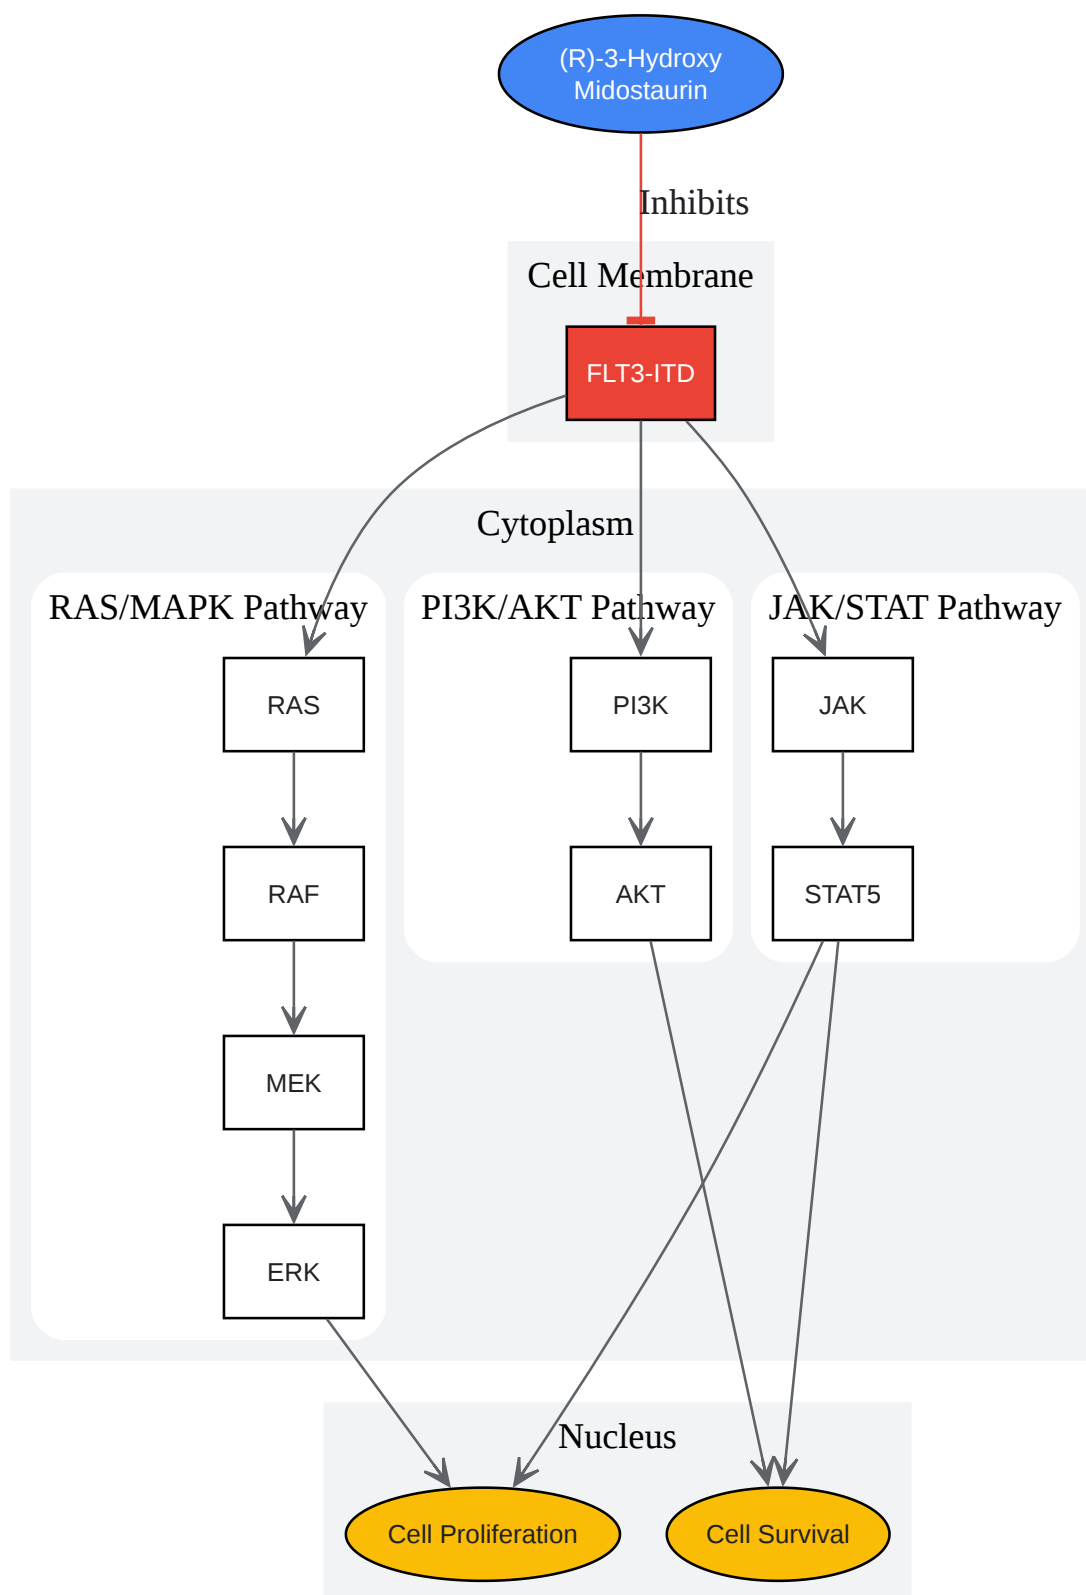 (R)-3-Hydroxy
Midostaurin
Inhibits
Cell Membrane
FLT3-ITD
Cytoplasm
RAS/MAPK Pathway
PI3K/AKT Pathway
JAK/STAT Pathway
RAS
PI3K
JAK
RAF
AKT
STAT5
MEK
ERK
Nucleus
Cell Proliferation
Cell Survival